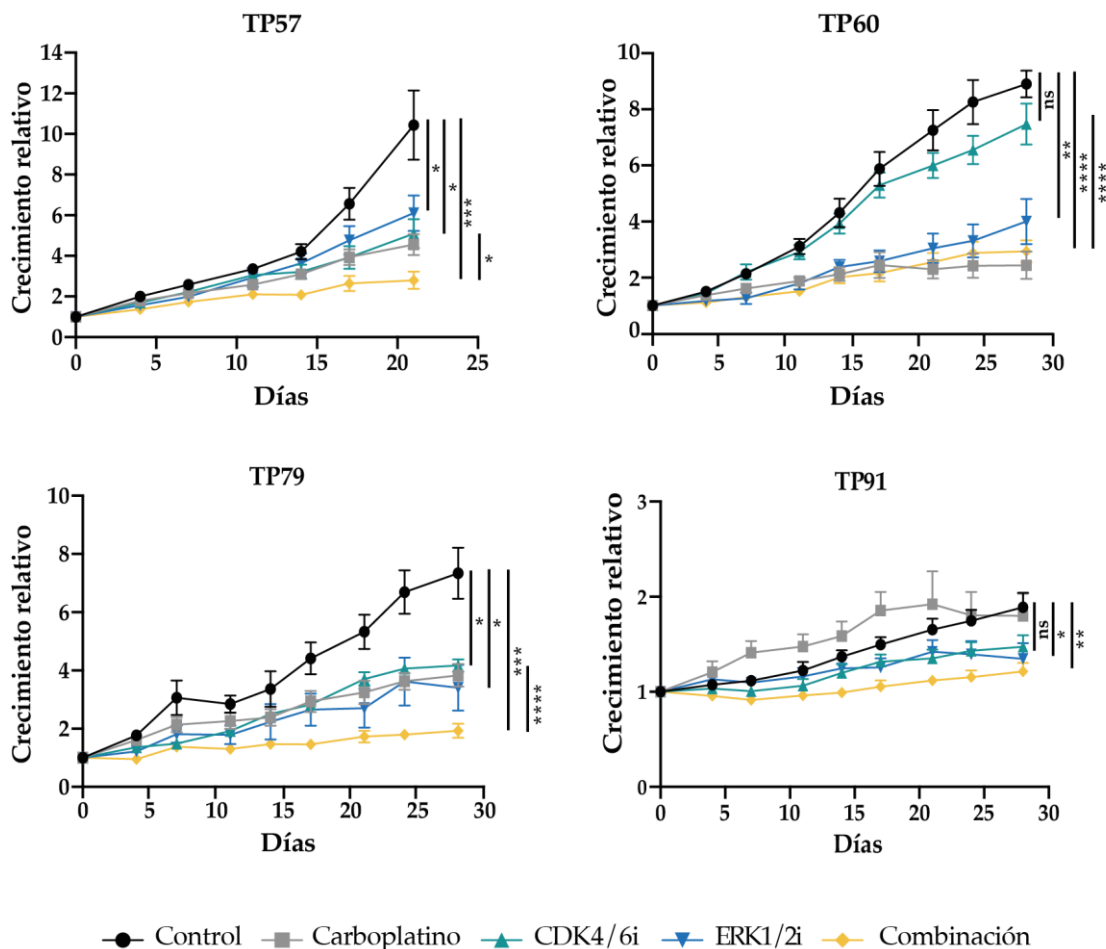 TP57
Crecimiento relativo
14
12
10
8
6
4
2
0
0 5 10 15 20 25
Días
*
*
***
*
TP60
Crecimiento relativo
10
8
6
4
2
0
0 5 10 15 20 25 30
Días
ns
**
****
****
TP79
Crecimiento relativo
10
8
6
4
2
0
0 5 10 15 20 25 30
Días
*
*
***
****
TP91
Crecimiento relativo
3
2
1
0
0 5 10 15 20 25 30
Días
ns
*
**
Control Carboplatino CDK4/6i ERK1/2i Combinación